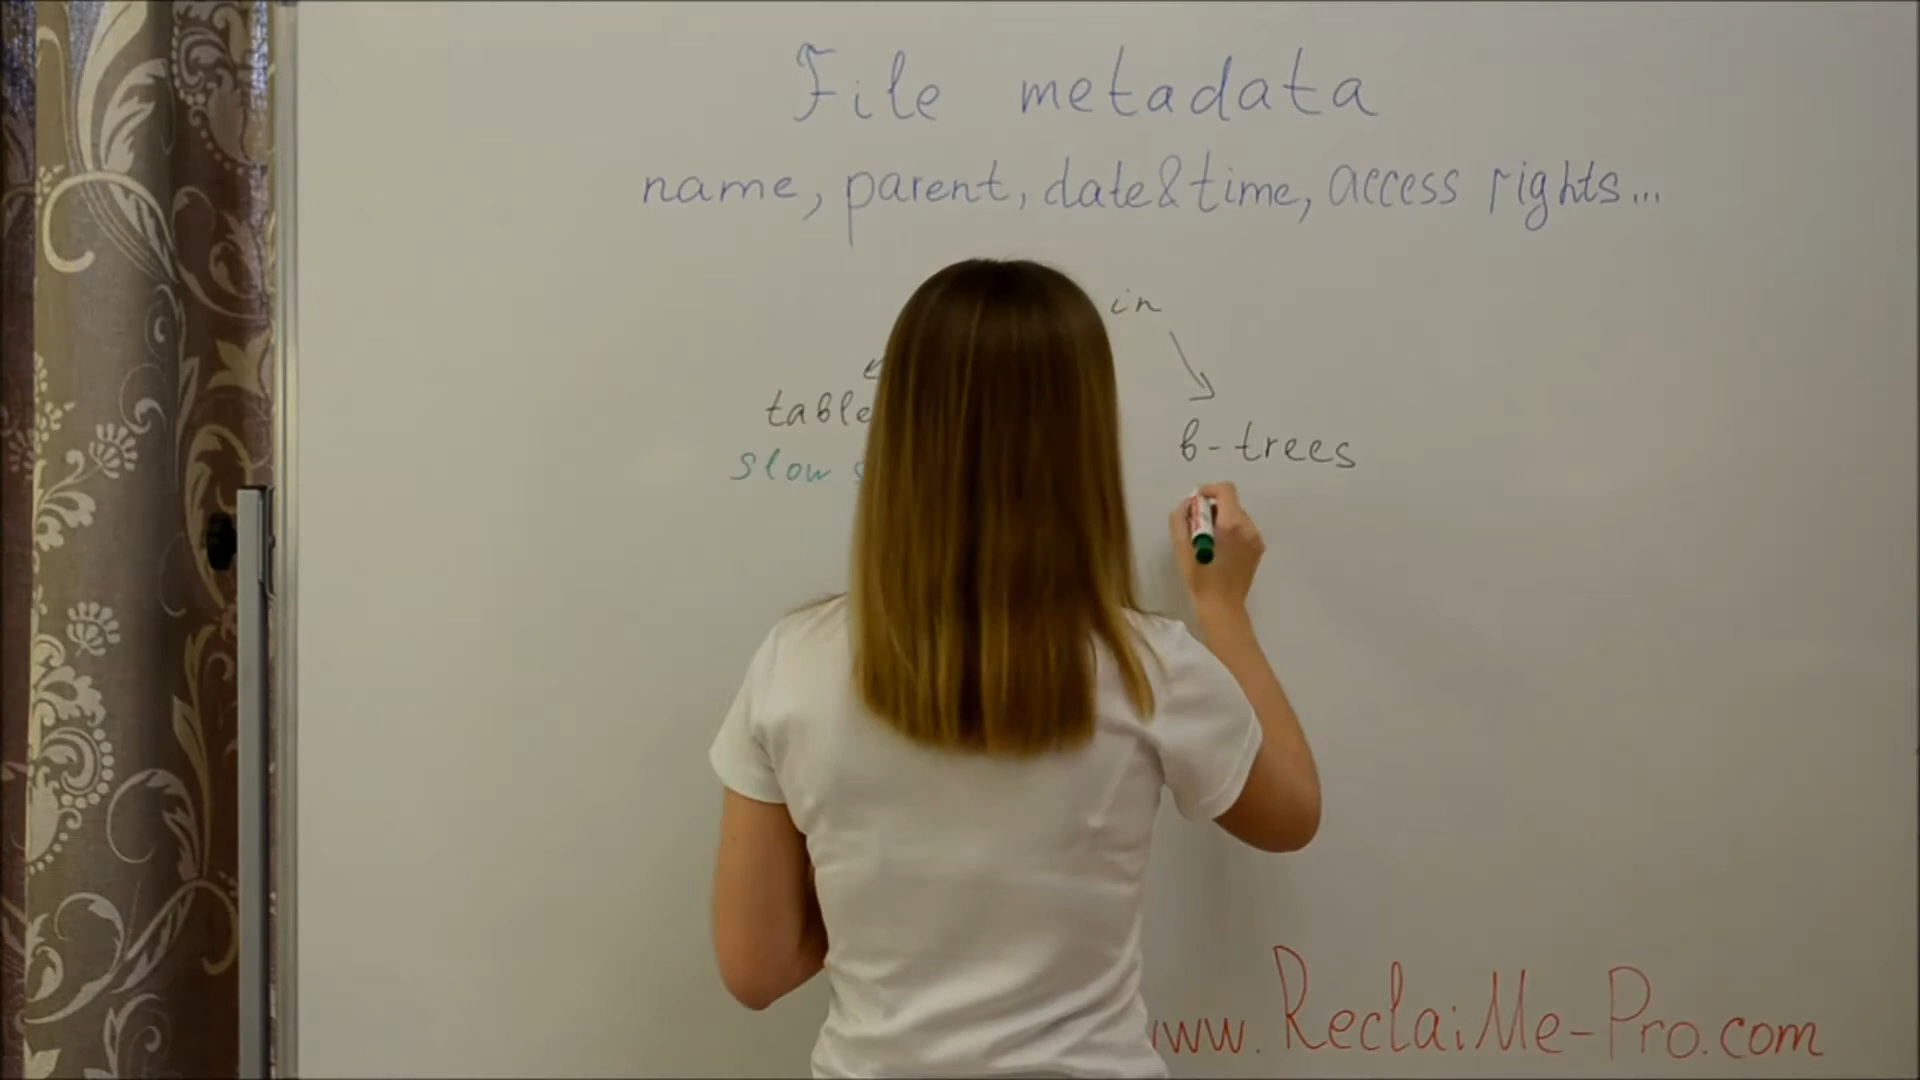 File metadata
name, parent, date&time, access rights...
in
table
b-trees
slow
www.ReclaiMe-Pro.com